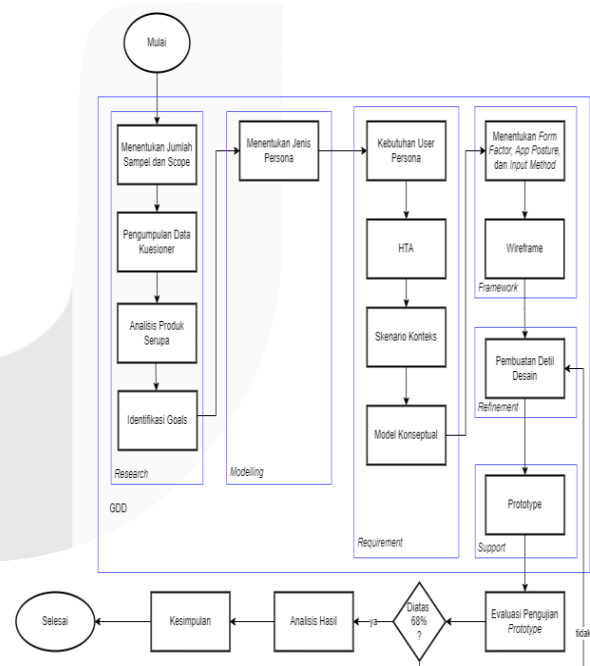 Mulai
Menentukan Jumlah
Sampel dan Scope
Pengumpulan Data
Kuesioner
Analisis Produk
Serupa
Identifikasi Goals
Research
Menentukan Jenis
Persona
Modelling
Kebutuhan User
Persona
HTA
Skenario Konteks
Model Konseptual
Requirement
Menentukan Form
Factor, App Posture,
dan Input Method
Wireframe
Framework
Pembuatan Detil
Desain
Refinement
Prototype
Support
GDD
Evaluasi Pengujian
Prototype
tidak
Diatas
68%
?
ya
Analisis Hasil
Kesimpulan
Selesai